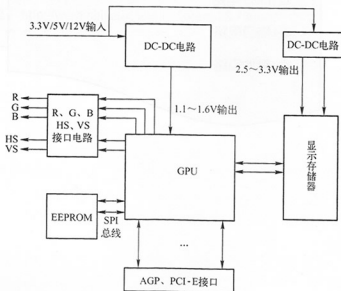 3.3V/5V/12V输入
DC-DC电路
DC-DC电路
2.5～3.3V输出
1.1～1.6V输出
R
G
B
HS
VS
R、G、B
HS、VS
接口电路
GPU
显示存储器
EEPROM
SPI
总线
...
AGP、PCI-E接口